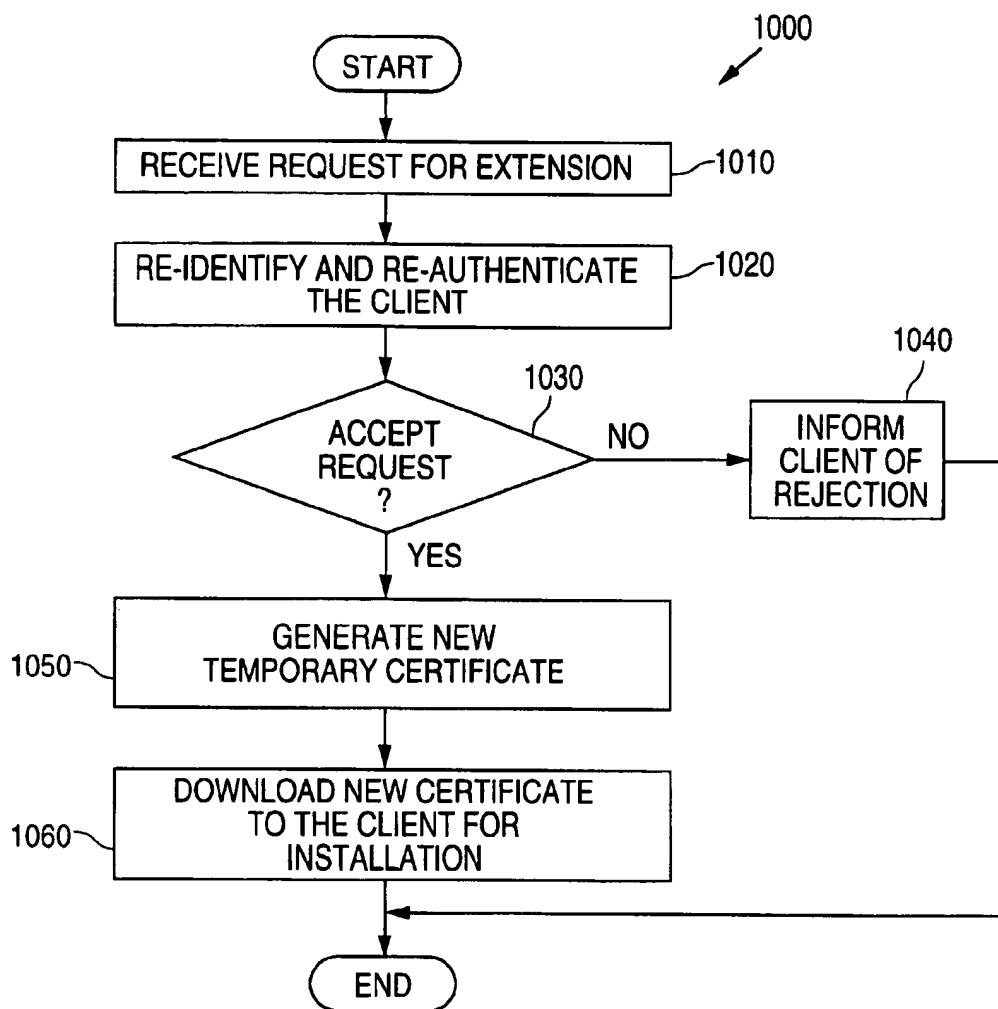 1000
START
RECEIVE REQUEST FOR EXTENSION
1010
RE-IDENTIFY AND RE-AUTHENTICATE
THE CLIENT
1020
1030
ACCEPT
REQUEST
?
NO
1040
INFORM
CLIENT OF
REJECTION
YES
GENERATE NEW
TEMPORARY CERTIFICATE
1050
DOWNLOAD NEW CERTIFICATE
TO THE CLIENT FOR
INSTALLATION
1060
END